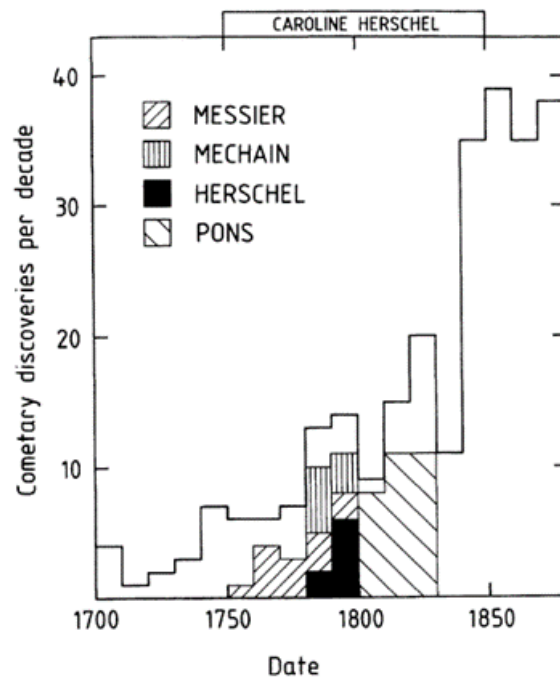 CAROLINE HERSCHEL
40
30
20
10
MESSIER
MECHAIN
HERSCHEL
PONS
Cometary discoveries per decade
1700
1750
1800
1850
Date